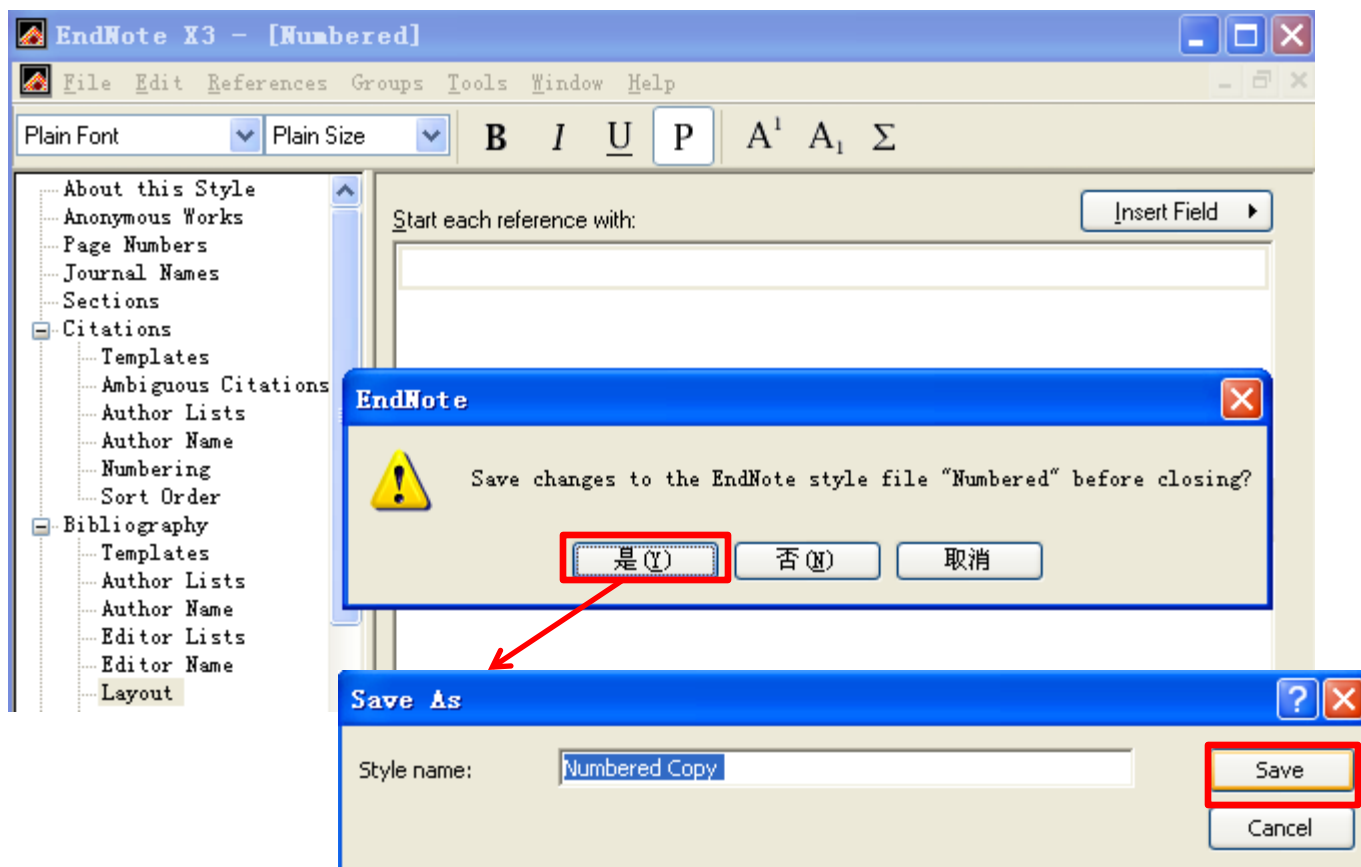 EndNote X3 - [Numbered]
File Edit References Groups Tools Window Help
Plain Font Plain Size B I U P A¹ A₁ Σ
About this Style
Anonymous Works
Page Numbers
Journal Names
Sections
Citations
Templates
Ambiguous Citations
Author Lists
Author Name
Numbering
Sort Order
Bibliography
Templates
Author Lists
Author Name
Editor Lists
Editor Name
Layout
Start each reference with:
Insert Field
EndNote
Save changes to the EndNote style file "Numbered" before closing?
是(Y) 否(N) 取消
Save As
Style name: Numbered Copy
Save
Cancel